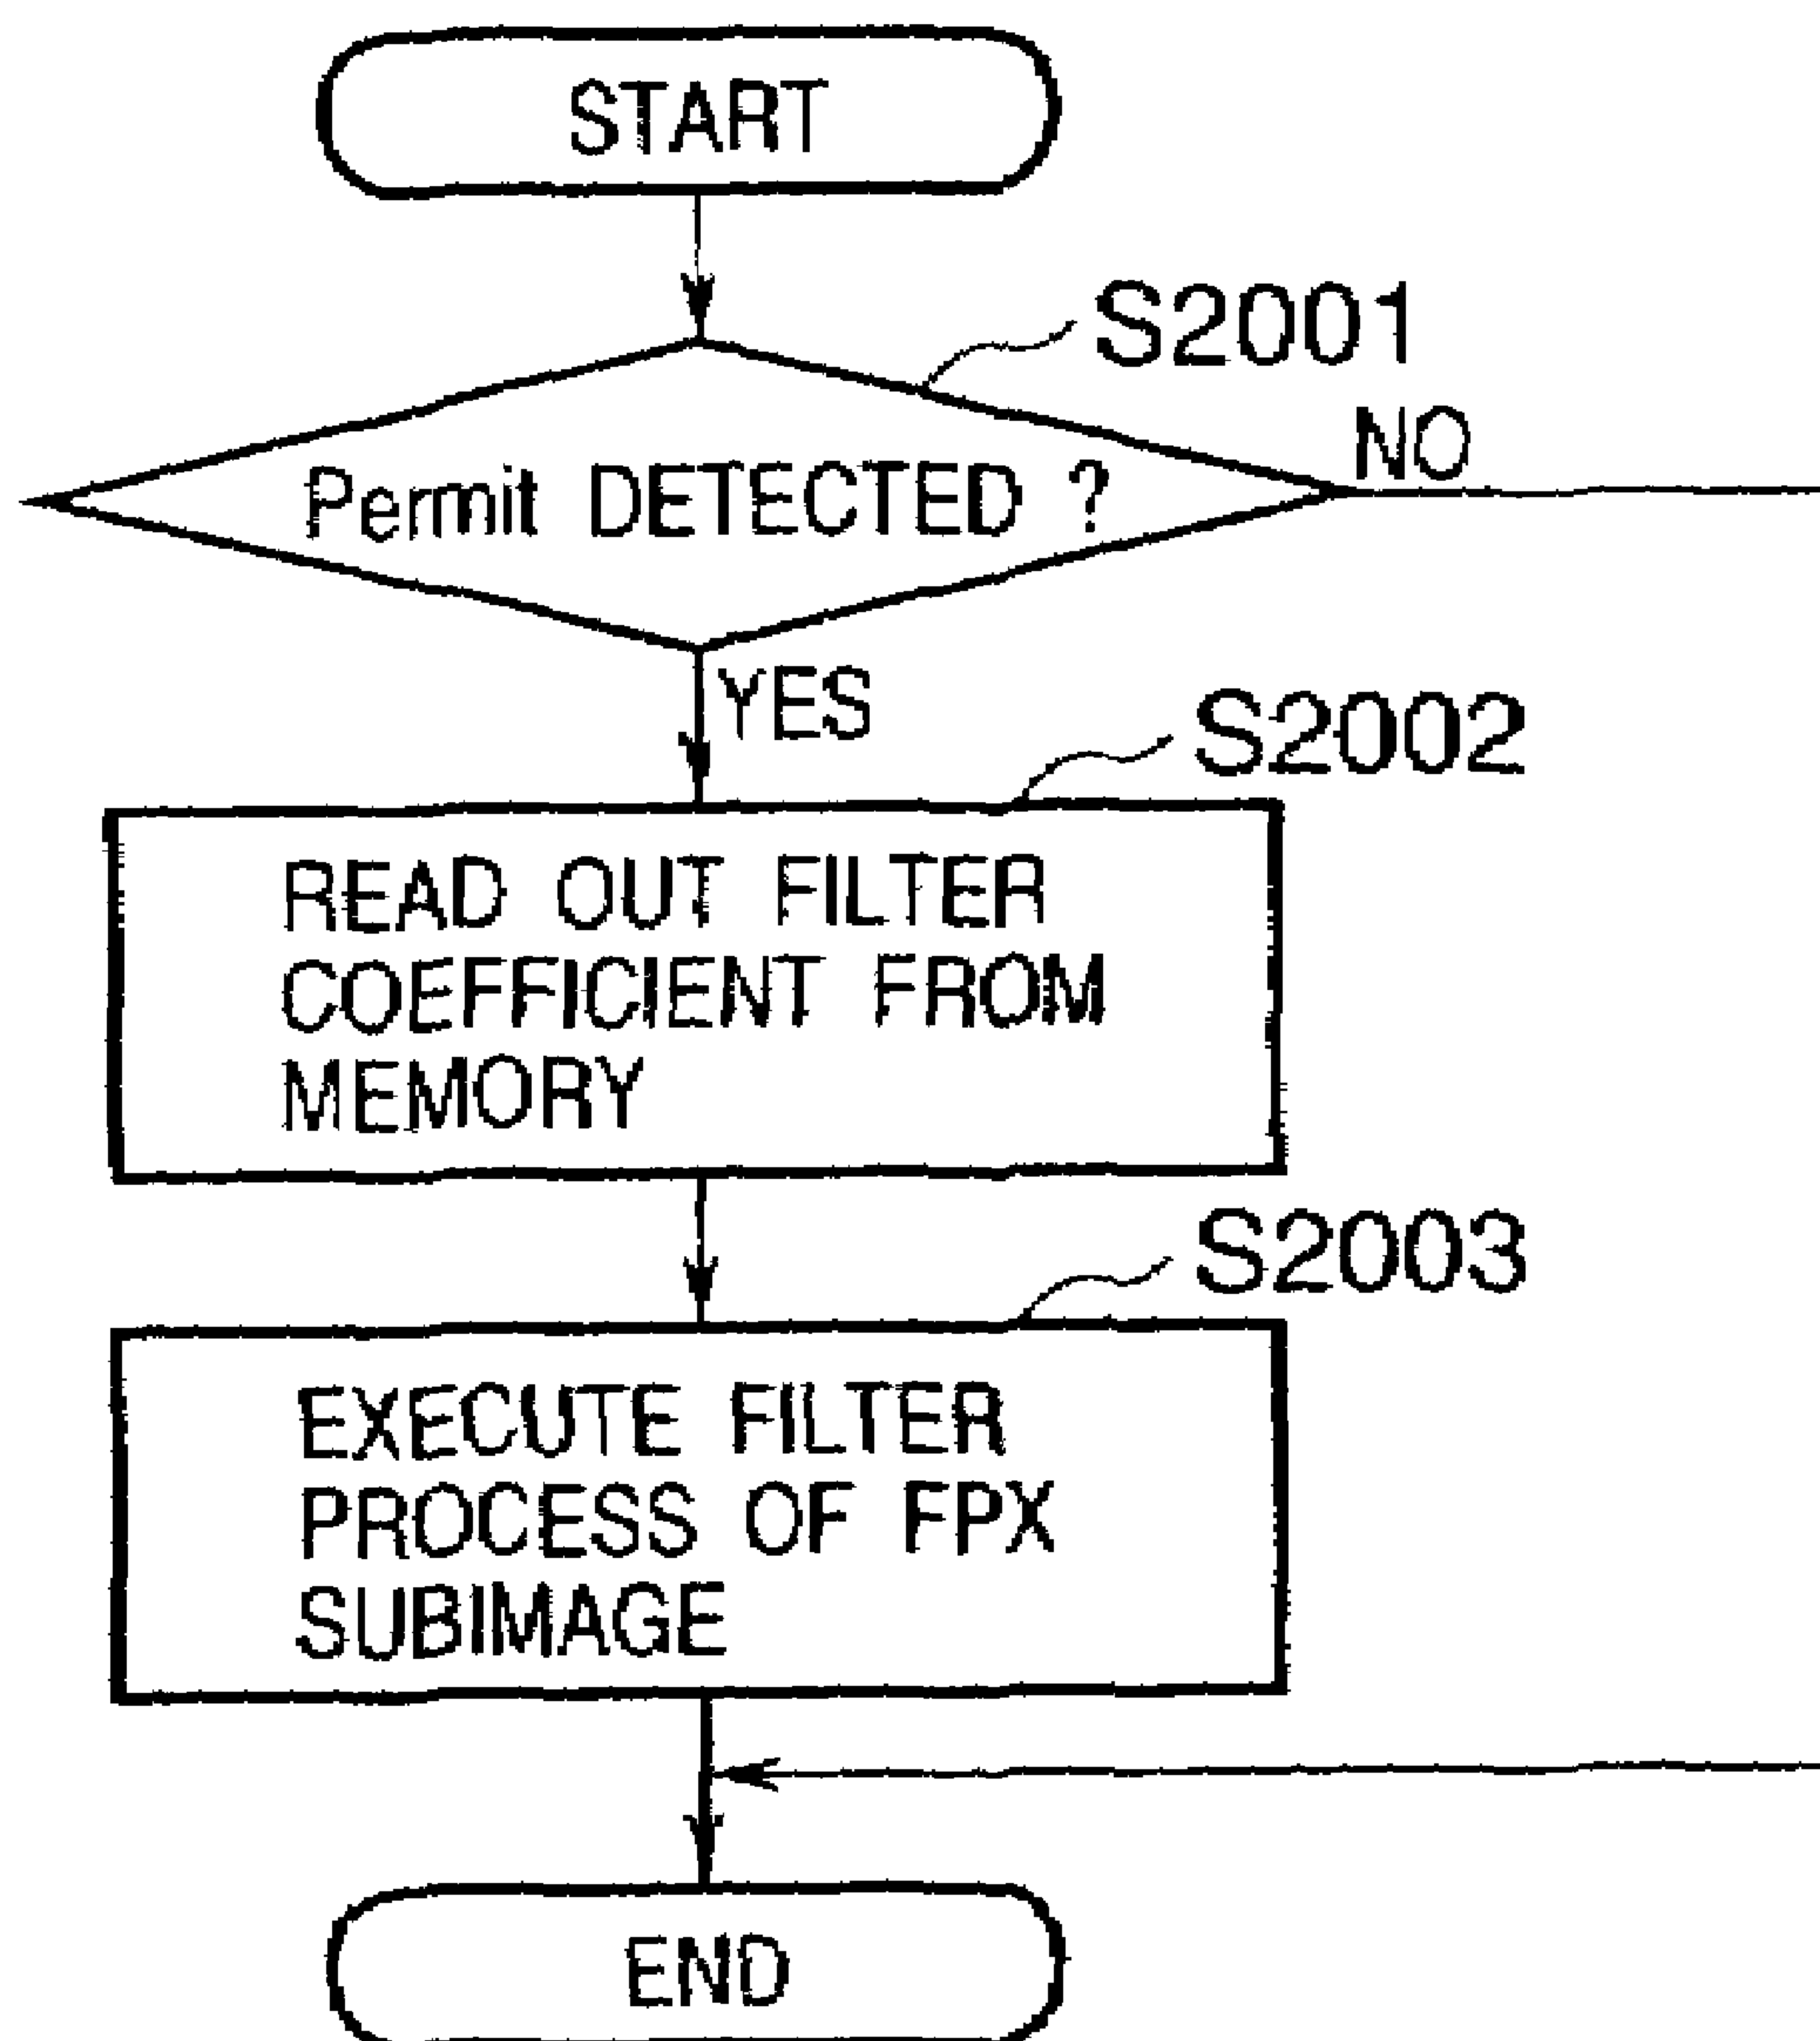 START
S2001
NO
Permit DETECTED ?
YES
S2002
READ OUT FILTER
COEFFICIENT FROM
MEMORY
S2003
EXECUTE FILTER
PROCESS OF FPX
SUBIMAGE
END